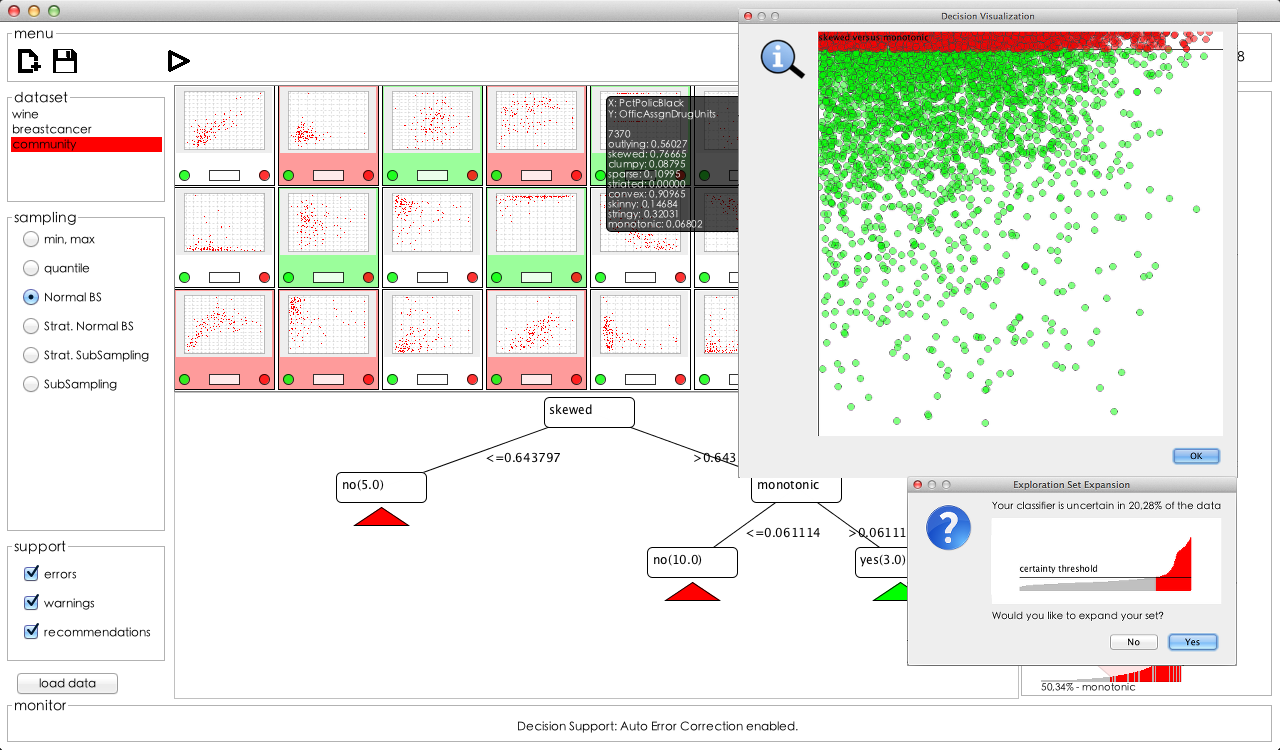 menu
dataset
wine
breastcancer
community
sampling
min, max
quantile
Normal BS
Strat. Normal BS
Strat. SubSampling
SubSampling
support
errors
warnings
recommendations
load data
X: PctPolicBlack
Y: OfficAssgnDrugUnits
7370
outlying: 0,56027
skewed: 0,76665
clumpy: 0,08795
sparse: 0,10995
striated: 0,00000
convex: 0,90965
skinny: 0,14684
stringy: 0,32031
monotonic: 0,06802
skewed
<=0.643797
>0.643
no(5.0)
monotonic
<=0.061114
>0.06111
no(10.0)
yes(3.0)
Decision Visualization
skewed versus monotonic
OK
8
Exploration Set Expansion
Your classifier is uncertain in 20,28% of the data
certainty threshold
Would you like to expand your set?
No
Yes
50,34% - monotonic
monitor
Decision Support: Auto Error Correction enabled.